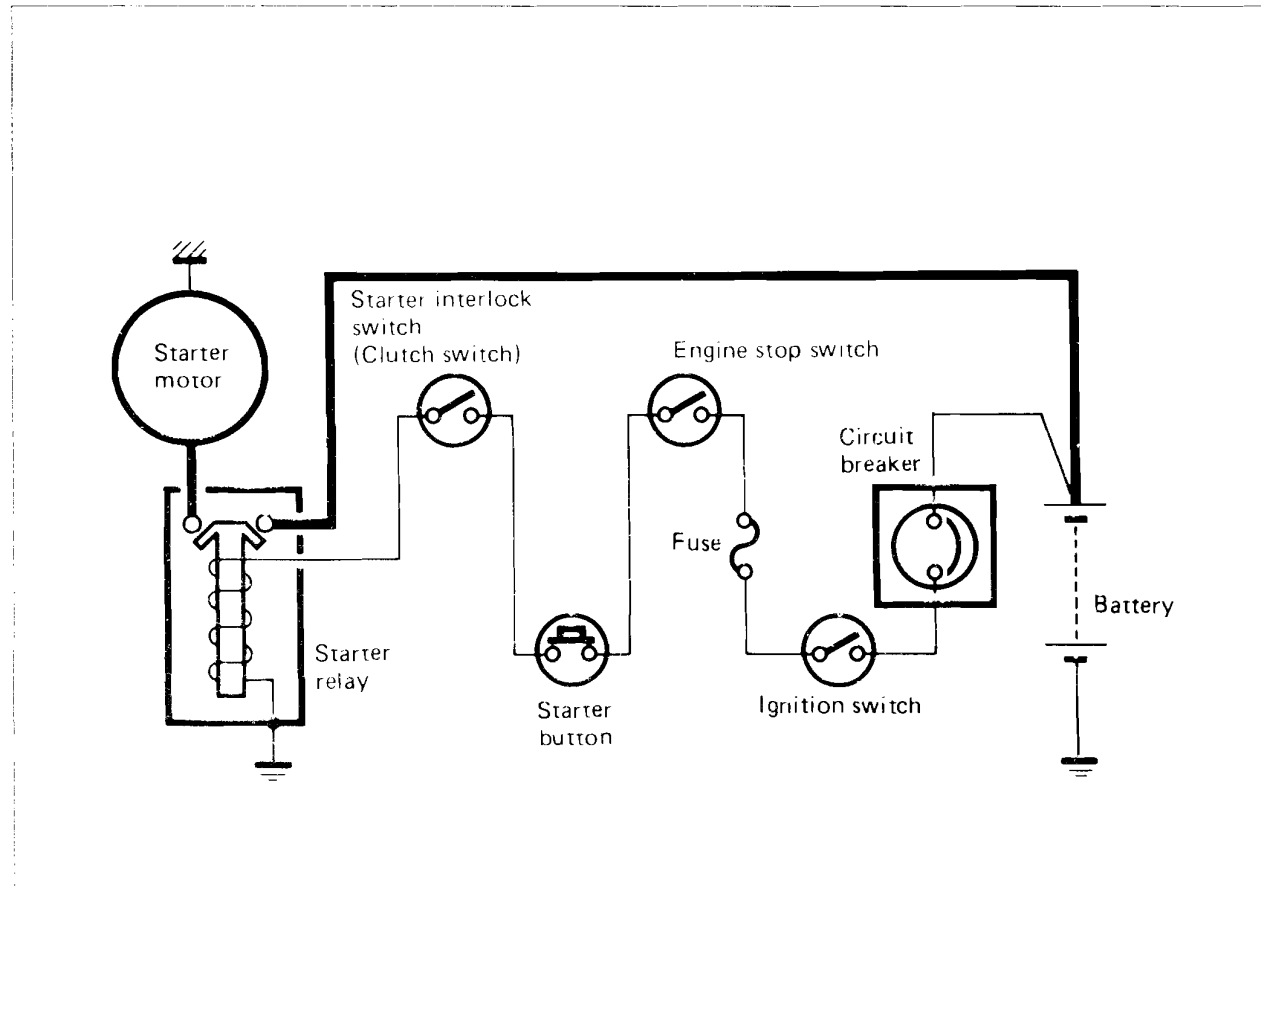 Starter interlock
switch
(Clutch switch)
Starter
motor
Engine stop switch
Circuit
breaker
Fuse
Battery
Starter
relay
Starter
button
Ignition switch